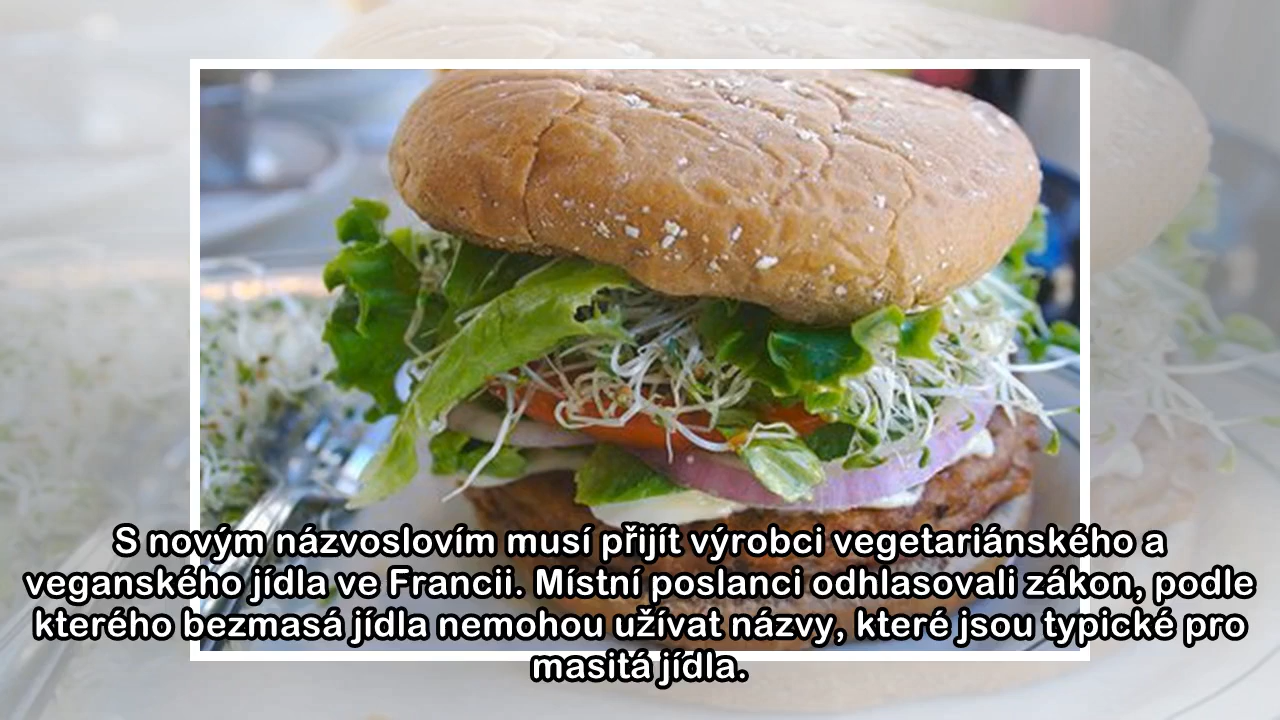 S novým názvoslovím musí přijít výrobci vegetariánského a
veganského jídla ve Francii. Místní poslanci odhlasovali zákon, podle
kterého bezmasá jídla nemohou užívat názvy, které jsou typické pro
masitá jídla.